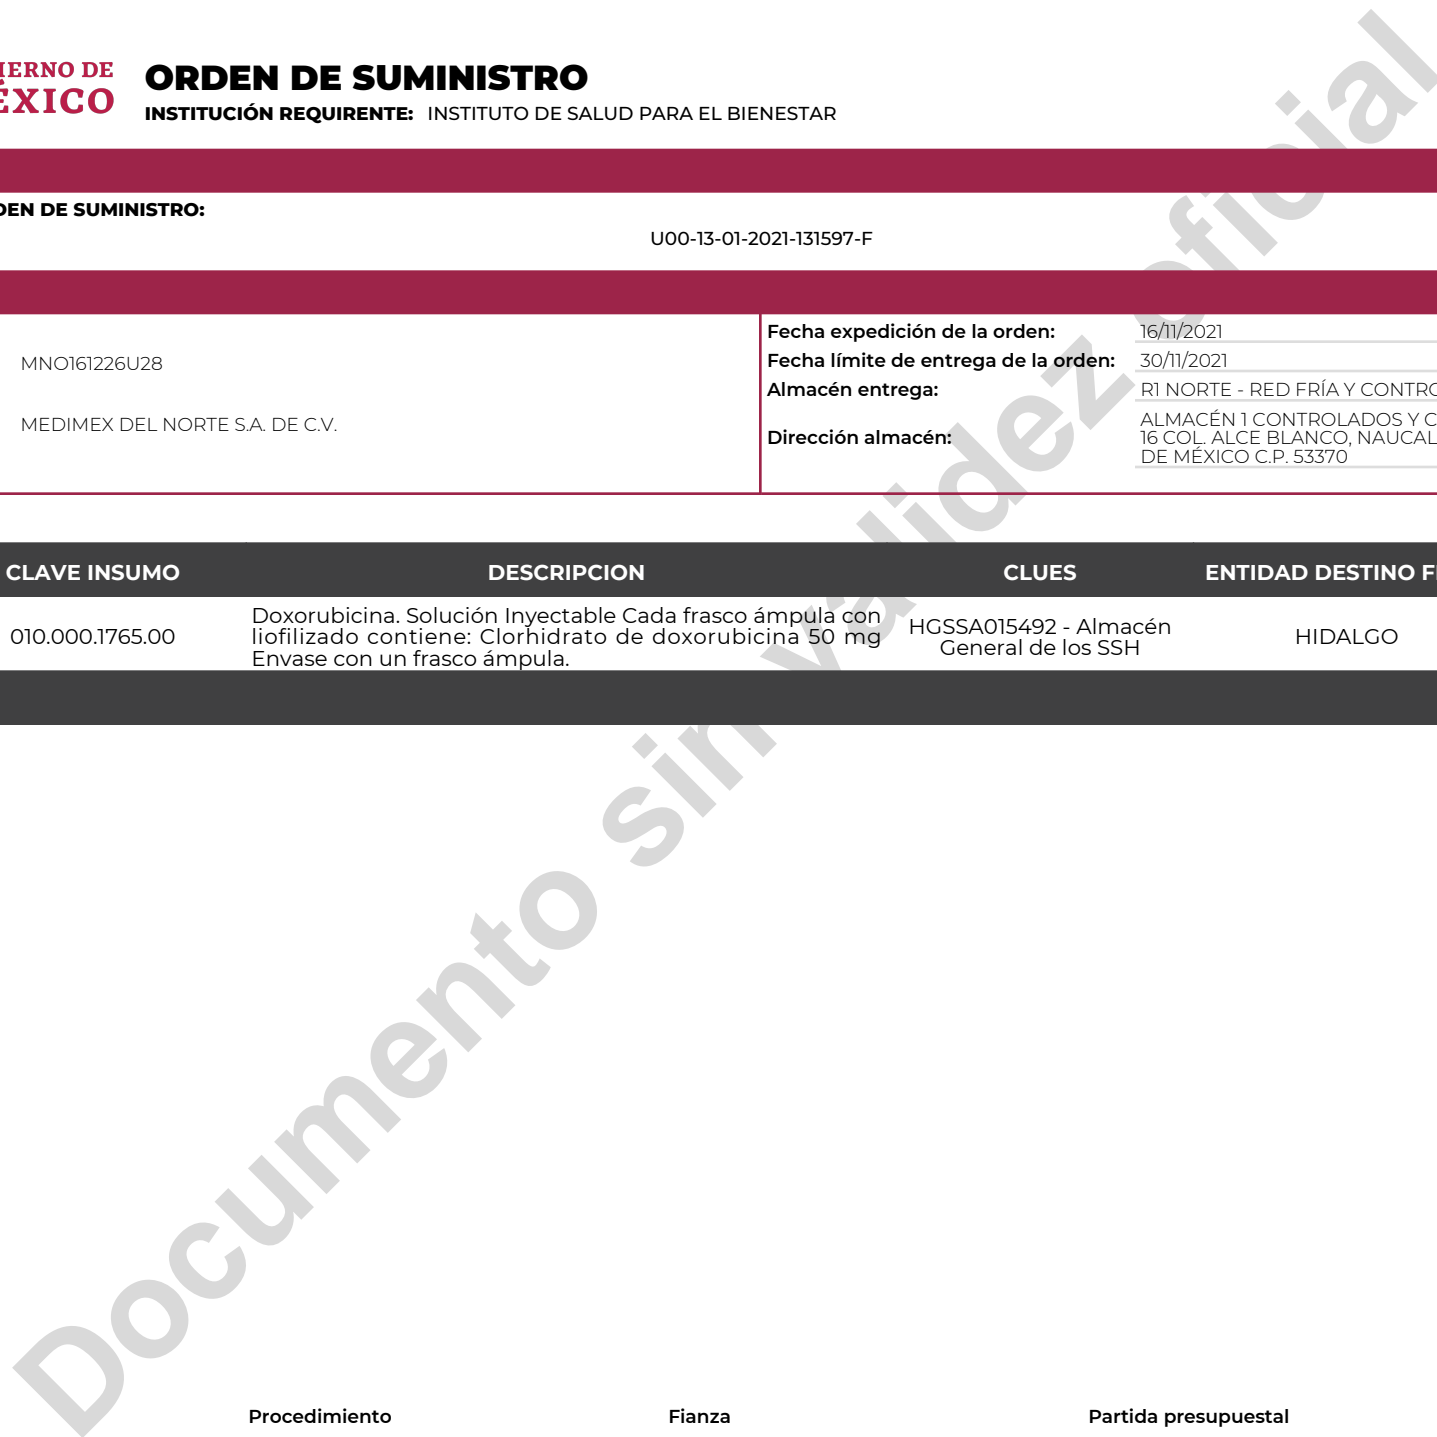 IERNO DE
ÉXICO
ORDEN DE SUMINISTRO
INSTITUCIÓN REQUIRENTE: INSTITUTO DE SALUD PARA EL BIENESTAR
DEN DE SUMINISTRO:
U00-13-01-2021-131597-F
MNO161226U28
MEDIMEX DEL NORTE S.A. DE C.V.
Fecha expedición de la orden: 16/11/2021
Fecha límite de entrega de la orden: 30/11/2021
Almacén entrega: R1 NORTE - RED FRÍA Y CONTRO
Dirección almacén:
ALMACÉN 1 CONTROLADOS Y C
16 COL. ALCE BLANCO, NAUCAL
DE MÉXICO C.P. 53370
CLAVE INSUMO DESCRIPCION CLUES ENTIDAD DESTINO F
010.000.1765.00
Doxorubicina. Solución Inyectable Cada frasco ámpula con
liofilizado contiene: Clorhidrato de doxorubicina 50 mg
Envase con un frasco ámpula.
HGSSA015492 - Almacén
General de los SSH
HIDALGO
Documento sin validez oficial
Procedimiento Fianza Partida presupuestal